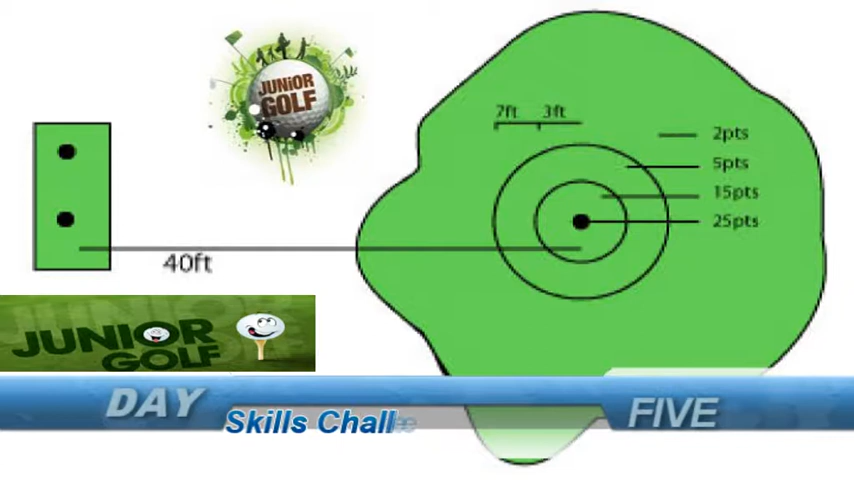 JUNiOR
GOLF
7ft 3ft
2pts
5pts
15pts
25pts
40ft
JUNIOR
GOLF
DAY
Skills Chall
FIVE